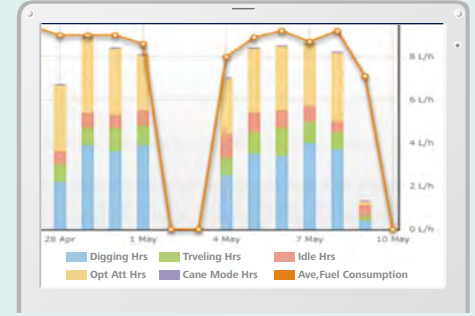 8 L/h
6 L/h
4 L/h
2 L/h
0 L/h
28 Apr 1 May 4 May 7 May 10 May
Digging Hrs Trveling Hrs Idle Hrs
Opt Att Hrs Cane Mode Hrs Ave,Fuel Consumption